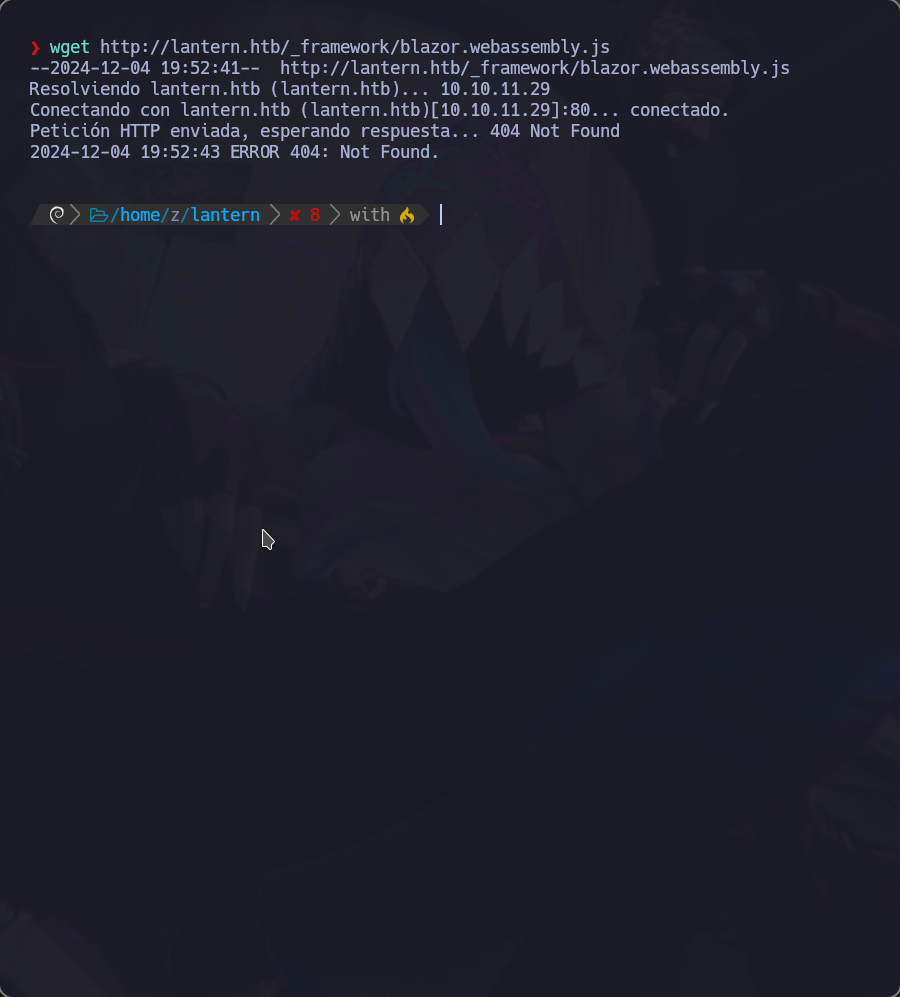 ❯ wget http://lantern.htb/_framework/blazor.webassembly.js
--2024-12-04 19:52:41--  http://lantern.htb/_framework/blazor.webassembly.js
Resolviendo lantern.htb (lantern.htb)... 10.10.11.29
Conectando con lantern.htb (lantern.htb)[10.10.11.29]:80... conectado.
Petición HTTP enviada, esperando respuesta... 404 Not Found
2024-12-04 19:52:43 ERROR 404: Not Found.
/home/z/lantern ✘ 8 with 🔥